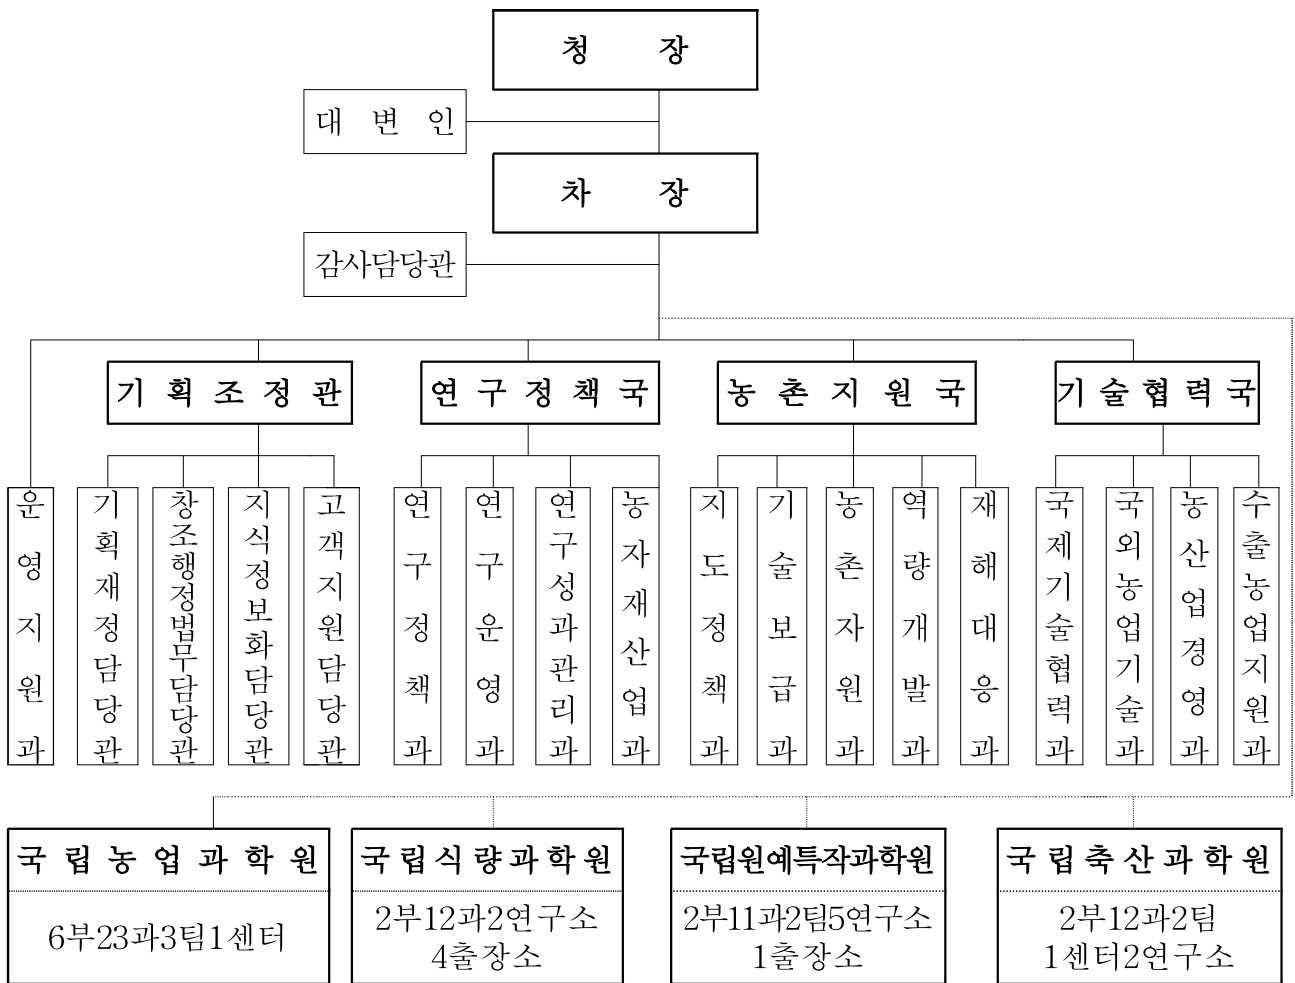 청 장
대 변 인
차 장
감사담당관
기 획 조 정 관
연 구 정 책 국
농 촌 지 원 국
기 술 협 력 국
운영지원과
기획재정담당관
창조행정법무담당관
지식정보화담당관
고객지원담당관
연구정책과
연구운영과
연구성과관리과
농자재산업과
지도정책과
기술보급과
농촌자원과
역량개발과
재해대응과
국제기술협력과
국외농업기술과
농산업경영과
수출농업지원과
국 립 농 업 과 학 원
6부23과3팀1센터
국 립 식 량 과 학 원
2부12과2연구소
4출장소
국립원예특작과학원
2부11과2팀5연구소
1출장소
국 립 축 산 과 학 원
2부12과2팀
1센터2연구소